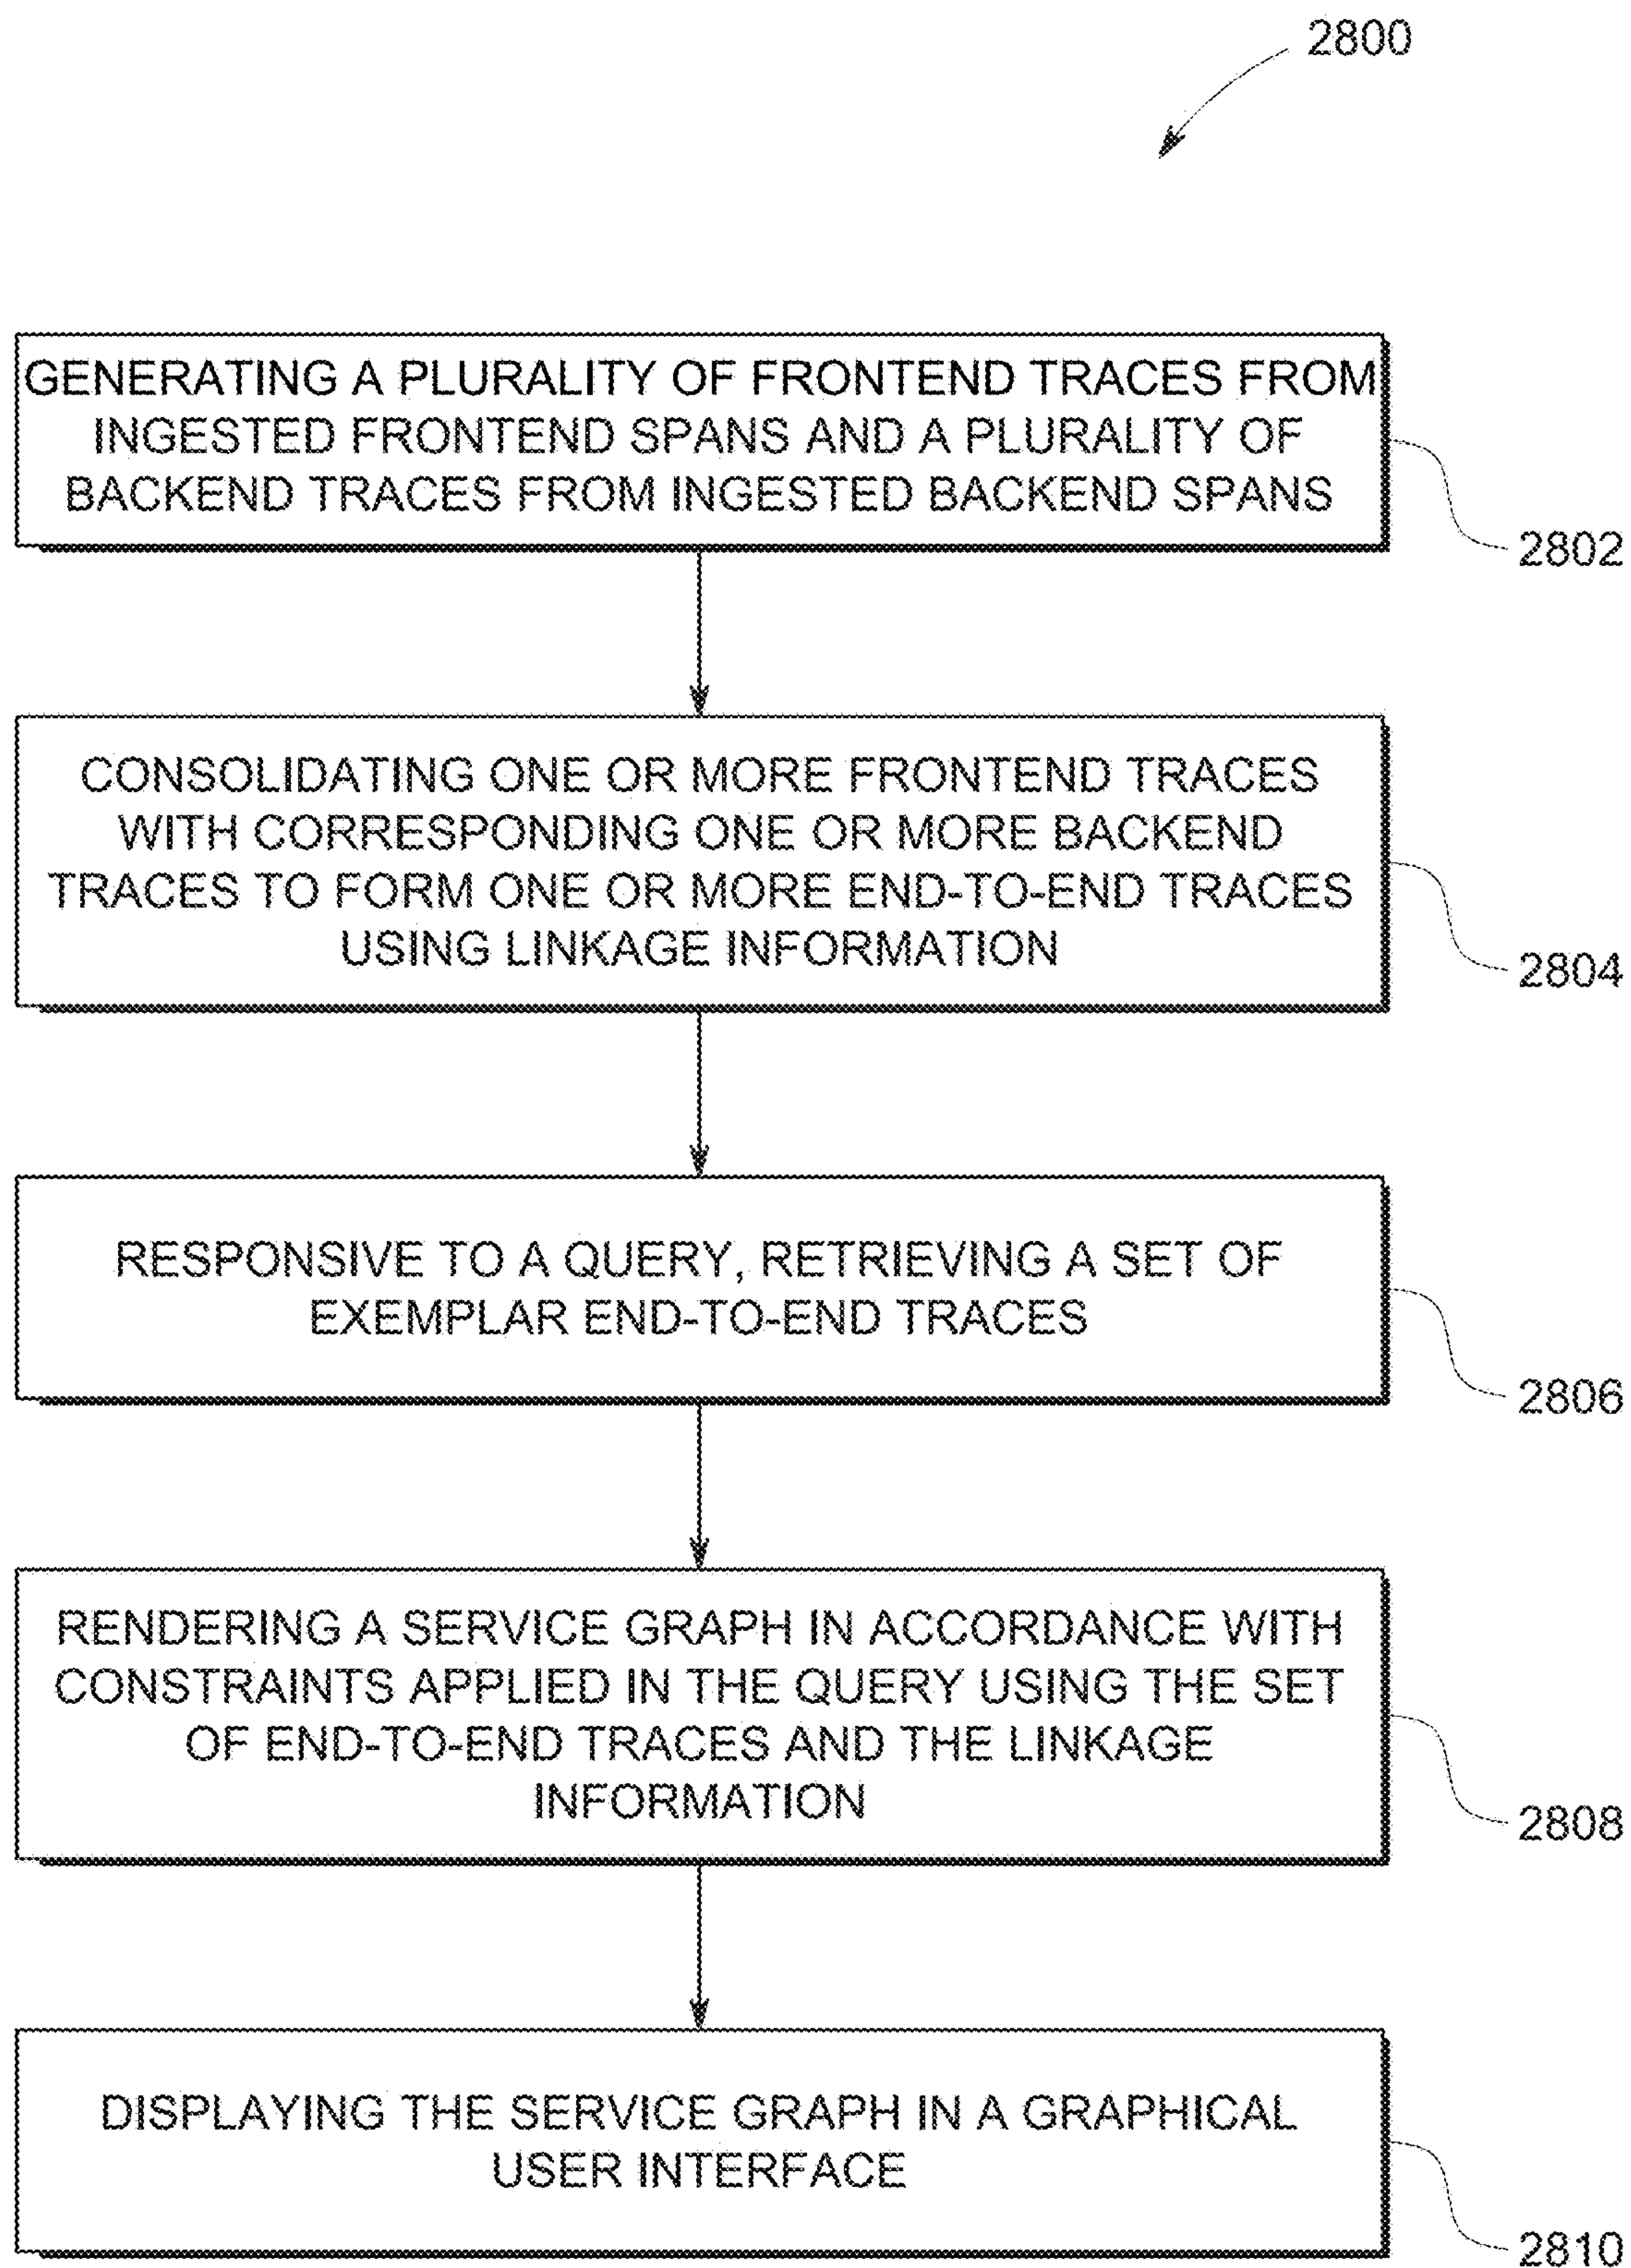 2800
GENERATING A PLURALITY OF FRONTEND TRACES FROM
INGESTED FRONTEND SPANS AND A PLURALITY OF
BACKEND TRACES FROM INGESTED BACKEND SPANS
2802
CONSOLIDATING ONE OR MORE FRONTEND TRACES
WITH CORRESPONDING ONE OR MORE BACKEND
TRACES TO FORM ONE OR MORE END-TO-END TRACES
USING LINKAGE INFORMATION
2804
RESPONSIVE TO A QUERY, RETRIEVING A SET OF
EXEMPLAR END-TO-END TRACES
2806
RENDERING A SERVICE GRAPH IN ACCORDANCE WITH
CONSTRAINTS APPLIED IN THE QUERY USING THE SET
OF END-TO-END TRACES AND THE LINKAGE
INFORMATION
2808
DISPLAYING THE SERVICE GRAPH IN A GRAPHICAL
USER INTERFACE
2810